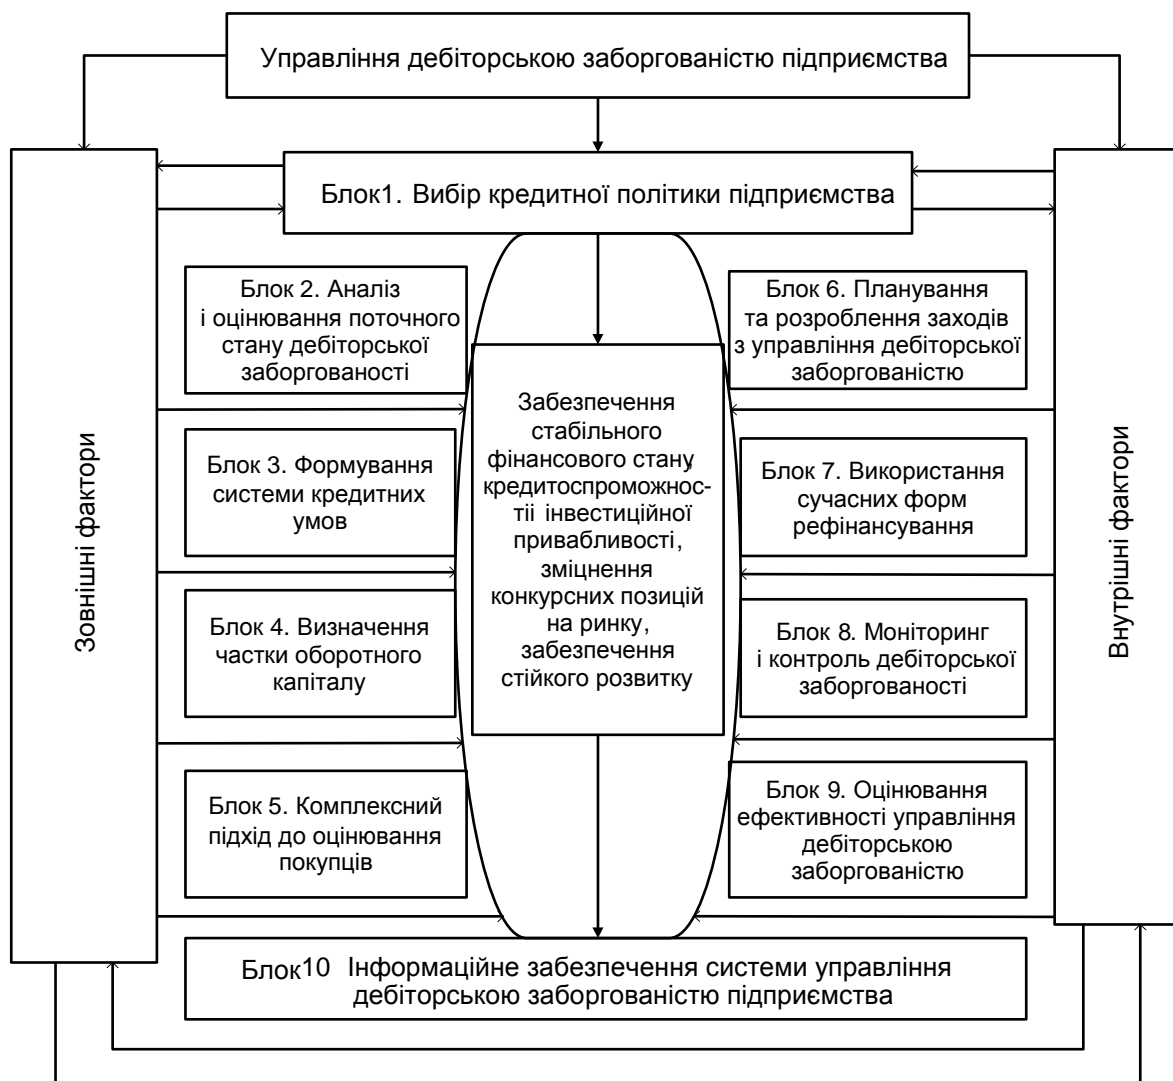 Управління дебіторською заборгованістю підприємства
Блок1. Вибір кредитної політики підприємства
Зовнішні фактори
Блок 2. Аналіз
і оцінювання поточного
стану дебіторської
заборгованості
Блок 3. Формування
системи кредитних
умов
Блок 4. Визначення
частки оборотного
капіталу
Блок 5. Комплексний
підхід до оцінювання
покупців
Забезпечення
стабільного
фінансового стану,
кредитоспроможнос-
тіі інвестиційної
привабливості,
зміцнення
конкурсних позицій
на ринку,
забезпечення
стійкого розвитку
Блок 6. Планування
та розроблення заходів
з управління дебіторської
заборгованістю
Блок 7. Використання
сучасних форм
рефінансування
Блок 8. Моніторинг
і контроль дебіторської
заборгованості
Блок 9. Оцінювання
ефективності управління
дебіторською
заборгованістю
Внутрішні фактори
Блок10 Інформаційне забезпечення системи управління
дебіторською заборгованістю підприємства